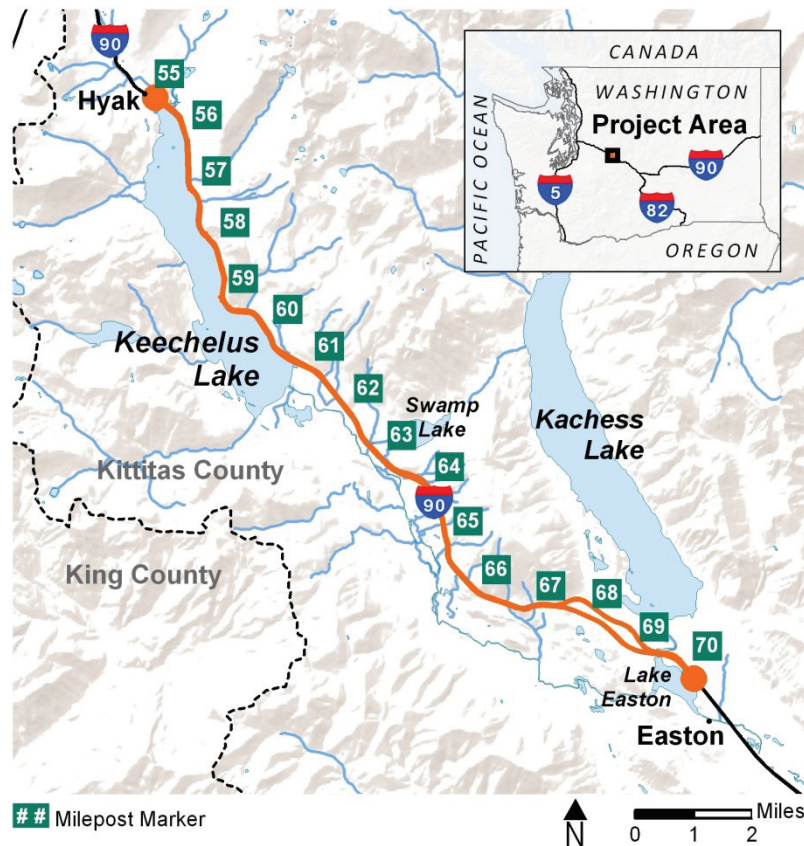 90
55
Hyak
56
57
58
59
60
Keechelus
Lake
61
62
Swamp
Lake
63
64
90
65
66
67
68
69
70
Kachess
Lake
Kittitas County
King County
Lake
Easton
Easton
CANADA
WASHINGTON
Project Area
PACIFIC OCEAN
5
90
82
OREGON
## Milepost Marker
N
0 1 2 Miles